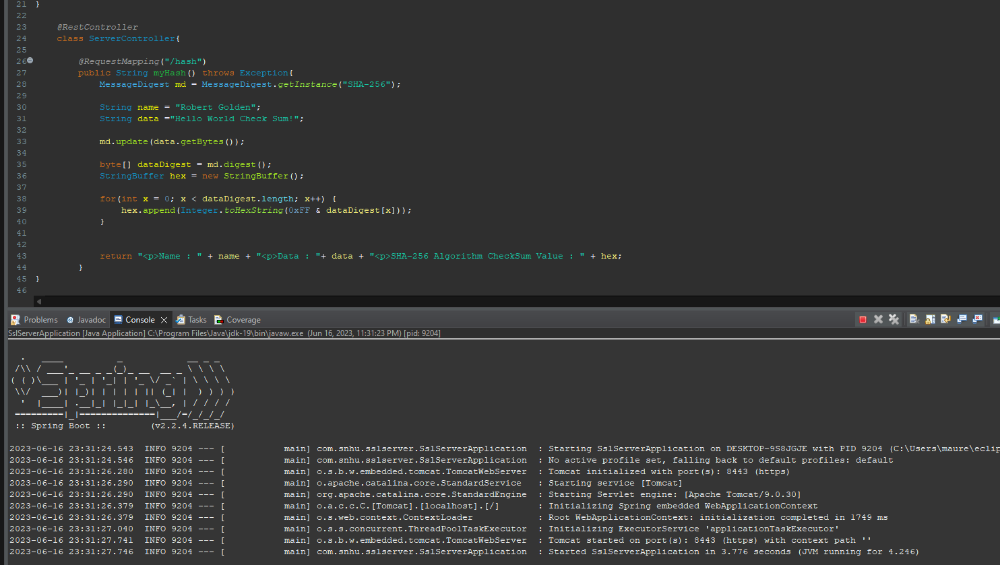 21 }
22
23 @RestController
24 class ServerController{
25
26 @RequestMapping("/hash")
27 public String myHash() throws Exception{
28 MessageDigest md = MessageDigest.getInstance("SHA-256");
29
30 String name = "Robert Golden";
31 String data ="Hello World Check Sum!";
32
33 md.update(data.getBytes());
34
35 byte[] dataDigest = md.digest();
36 StringBuffer hex = new StringBuffer();
37
38 for(int x = 0; x < dataDigest.length; x++) {
39 hex.append(Integer.toHexString(0xFF & dataDigest[x]));
40 }
41
42
43 return "<p>Name : " + name + "<p>Data : "+ data + "<p>SHA-256 Algorithm CheckSum Value : " + hex;
44 }
45 }
46
Problems @ Javadoc Console Tasks Coverage
SslServerApplication [Java Application] C:\Program Files\Java\jdk-19\bin\javaw.exe (Jun 16, 2023, 11:31:23 PM) [pid: 9204]
  .   ____          _            __ _ _
 /\\ / ___'_ __ _ _(_)_ __  __ _ \ \ \ \
( ( )\___ | '_ | '_| | '_ \/ _` | \ \ \ \
 \\/  ___)| |_)| | | | | || (_| |  ) ) ) )
  '  |____| .__|_| |_|_| |_\__, | / / / /
 =========|_|==============|___/=/_/_/_/
 :: Spring Boot ::        (v2.2.4.RELEASE)
2023-06-16 23:31:24.543  INFO 9204 --- [           main] com.snhu.sslserver.SslServerApplication  : Starting SslServerApplication on DESKTOP-9S8JGJE with PID 9204 (C:\Users\maure\eclip
2023-06-16 23:31:24.546  INFO 9204 --- [           main] com.snhu.sslserver.SslServerApplication  : No active profile set, falling back to default profiles: default
2023-06-16 23:31:26.280  INFO 9204 --- [           main] o.s.b.w.embedded.tomcat.TomcatWebServer  : Tomcat initialized with port(s): 8443 (https)
2023-06-16 23:31:26.290  INFO 9204 --- [           main] o.apache.catalina.core.StandardService   : Starting service [Tomcat]
2023-06-16 23:31:26.290  INFO 9204 --- [           main] org.apache.catalina.core.StandardEngine  : Starting Servlet engine: [Apache Tomcat/9.0.30]
2023-06-16 23:31:26.379  INFO 9204 --- [           main] o.a.c.c.C.[Tomcat].[localhost].[/]       : Initializing Spring embedded WebApplicationContext
2023-06-16 23:31:26.379  INFO 9204 --- [           main] o.s.web.context.ContextLoader            : Root WebApplicationContext: initialization completed in 1749 ms
2023-06-16 23:31:27.040  INFO 9204 --- [           main] o.s.s.concurrent.ThreadPoolTaskExecutor  : Initializing ExecutorService 'applicationTaskExecutor'
2023-06-16 23:31:27.741  INFO 9204 --- [           main] o.s.b.w.embedded.tomcat.TomcatWebServer  : Tomcat started on port(s): 8443 (https) with context path ''
2023-06-16 23:31:27.746  INFO 9204 --- [           main] com.snhu.sslserver.SslServerApplication  : Started SslServerApplication in 3.776 seconds (JVM running for 4.246)